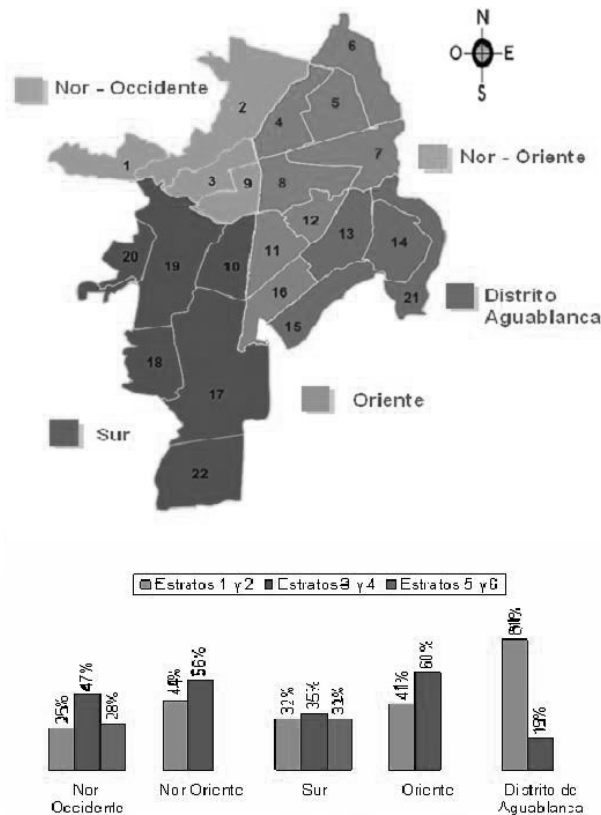 N
O E
S
Nor - Occidente
Nor - Oriente
Distrito
Aguablanca
Oriente
Sur
1
2
3
4
5
6
7
8
9
10
11
12
13
14
15
16
17
18
19
20
21
22
Estratos 1 y 2 Estratos 3 y 4 Estratos 5 y 6
47% 28%
44% 56%
32% 35%
41% 60%
19%
Nor
Occidente
Nor Oriente
Sur
Oriente
Distrito de
Aguablanca